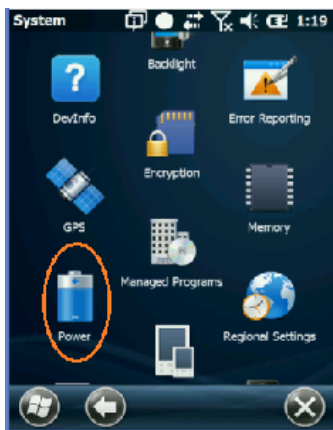 System 1:19
Backlight
DevInfo
Error Reporting
Encryption
GPS
Memory
Managed Programs
Power
Regional Settings